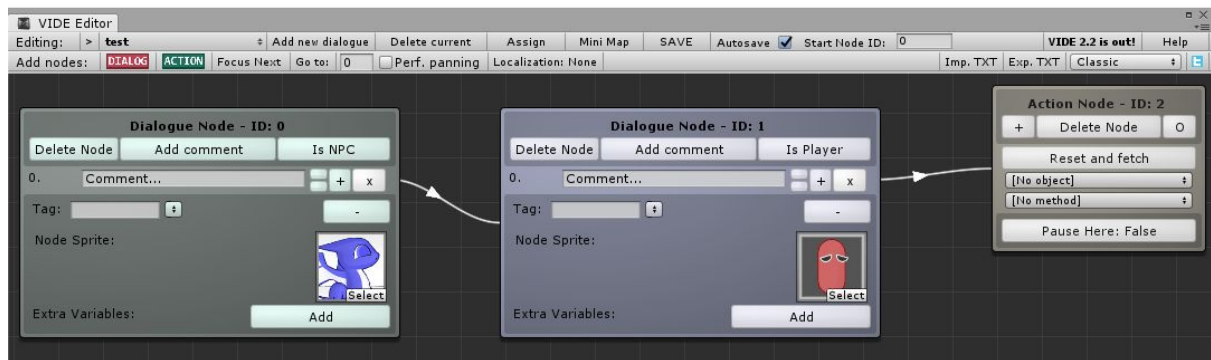 VIDE Editor
Editing: > test Add new dialogue Delete current Assign Mini Map SAVE Autosave Start Node ID: 0 VIDE 2.2 is out! Help
Add nodes: DIALOG ACTION Focus Next Go to: 0 Perf. panning Localization: None Imp. TXT Exp. TXT Classic
Dialogue Node - ID: 0
Delete Node Add comment Is NPC
0. Comment... + x
Tag: -
Node Sprite:
Select
Extra Variables: Add
Dialogue Node - ID: 1
Delete Node Add comment Is Player
0. Comment... + x
Tag: -
Node Sprite:
Select
Extra Variables: Add
Action Node - ID: 2
+ Delete Node O
Reset and fetch
[No object]
[No method]
Pause Here: False